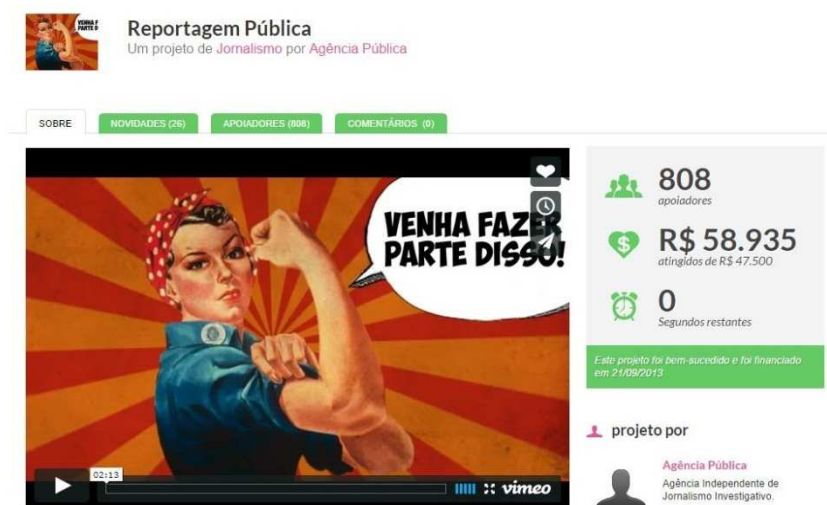 VENHA F
PARTE D
Reportagem Pública
Um projeto de Jornalismo por Agência Pública
SOBRE
NOVIDADES (26)
APOIADORES (808)
COMENTÁRIOS (0)
VENHA FAZER
PARTE DISSO!
02:13
vimeo
808
apoiadores
R$ 58.935
atingidos de R$ 47.500
0
Segundos restantes
Este projeto foi bem-sucedido e foi financiado
em 21/09/2013
projeto por
Agência Pública
Agência Independente de
Jornalismo Investigativo.